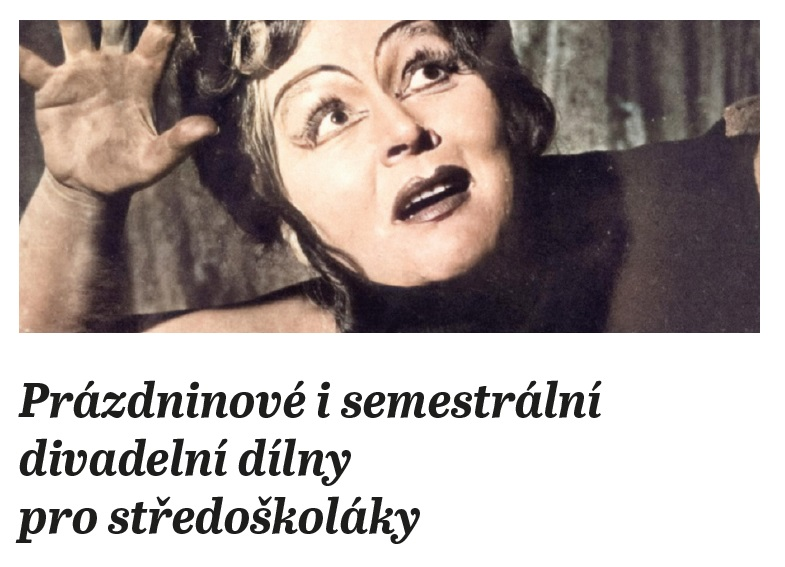 Prázdninové i semestrální
divadelní dílny
pro středoškoláky